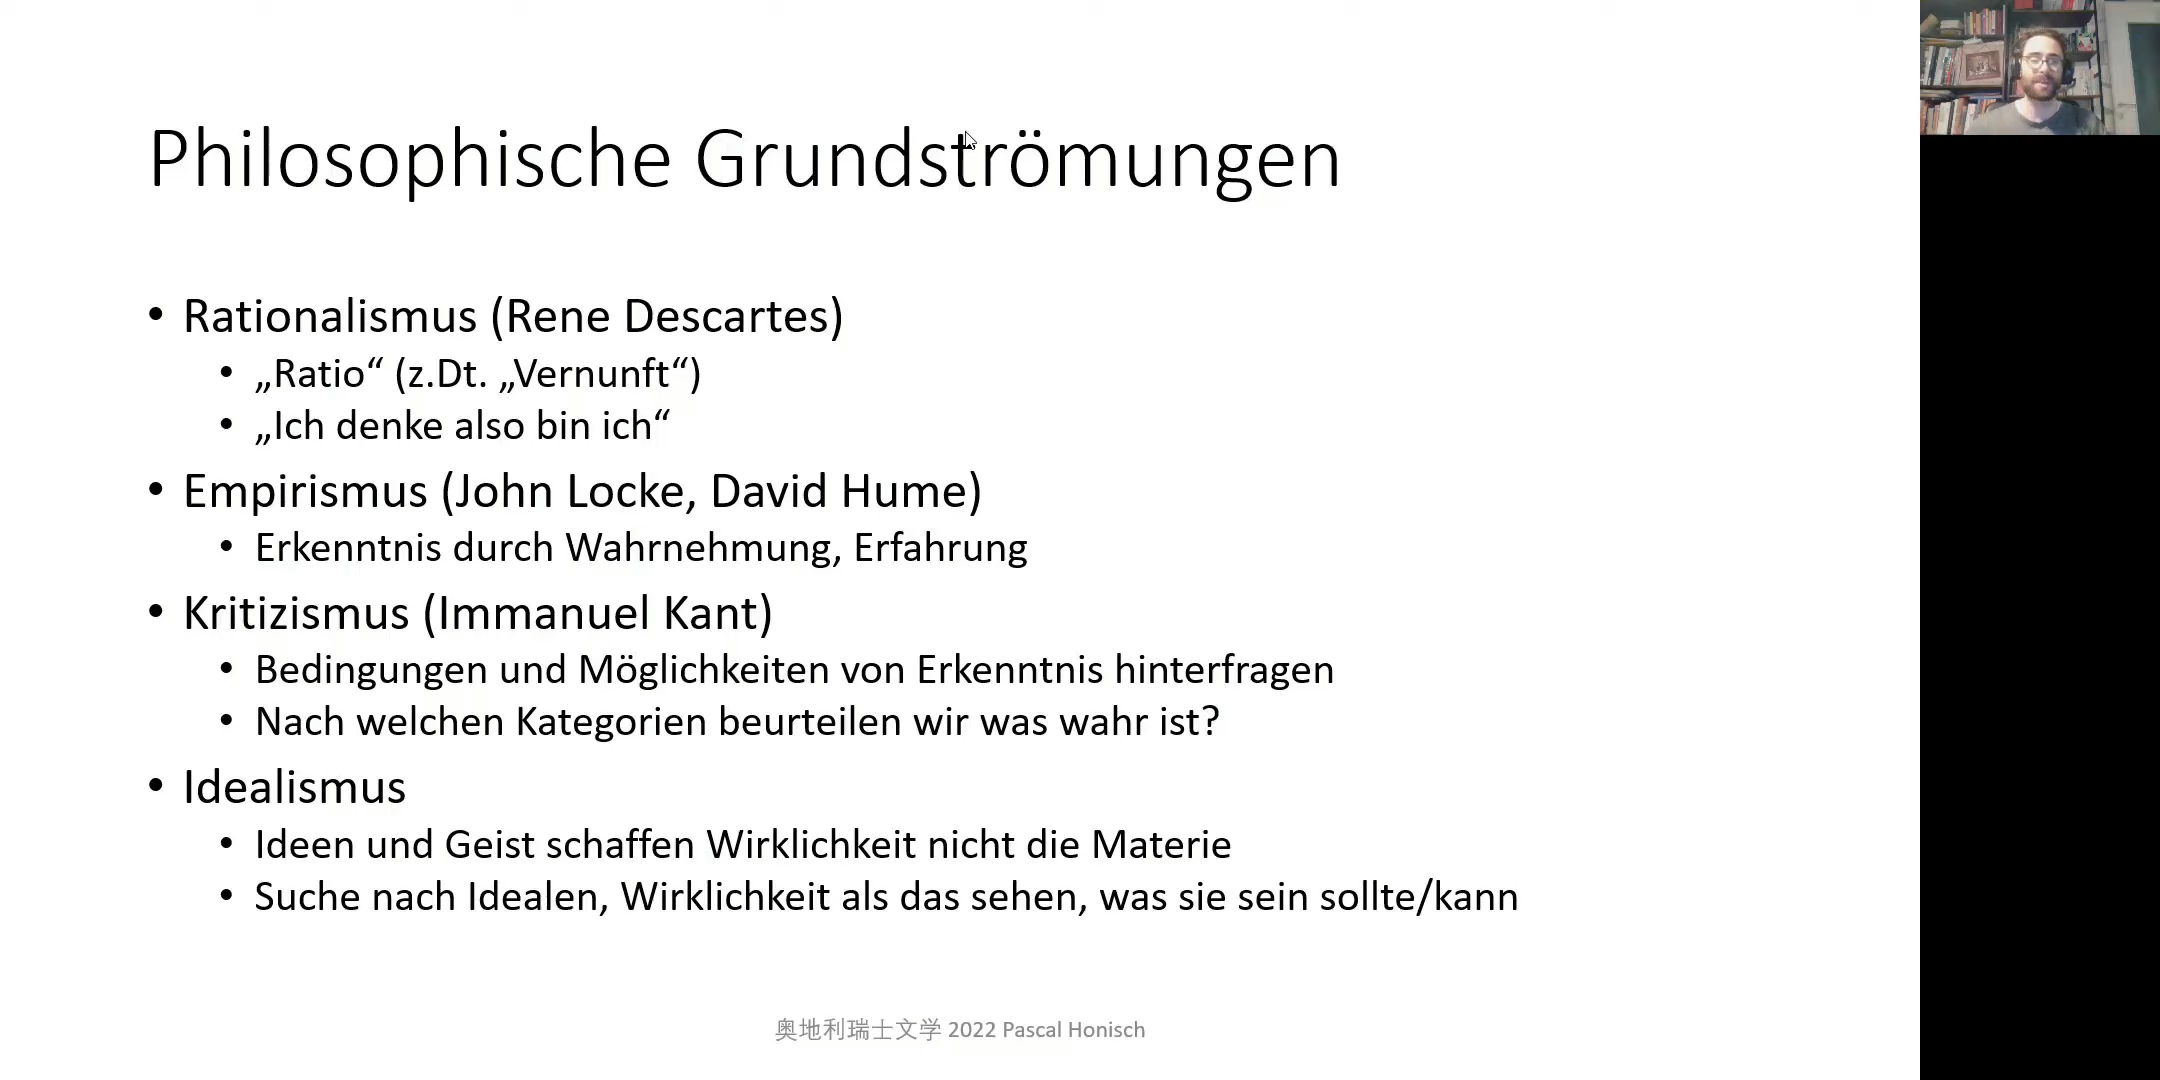 Philosophische Grundströmungen
• Rationalismus (Rene Descartes)
• „Ratio“ (z.Dt. „Vernunft“)
• „Ich denke also bin ich“
• Empirismus (John Locke, David Hume)
• Erkenntnis durch Wahrnehmung, Erfahrung
• Kritizismus (Immanuel Kant)
• Bedingungen und Möglichkeiten von Erkenntnis hinterfragen
• Nach welchen Kategorien beurteilen wir was wahr ist?
• Idealismus
• Ideen und Geist schaffen Wirklichkeit nicht die Materie
• Suche nach Idealen, Wirklichkeit als das sehen, was sie sein sollte/kann
奥地利瑞士文学 2022 Pascal Honisch